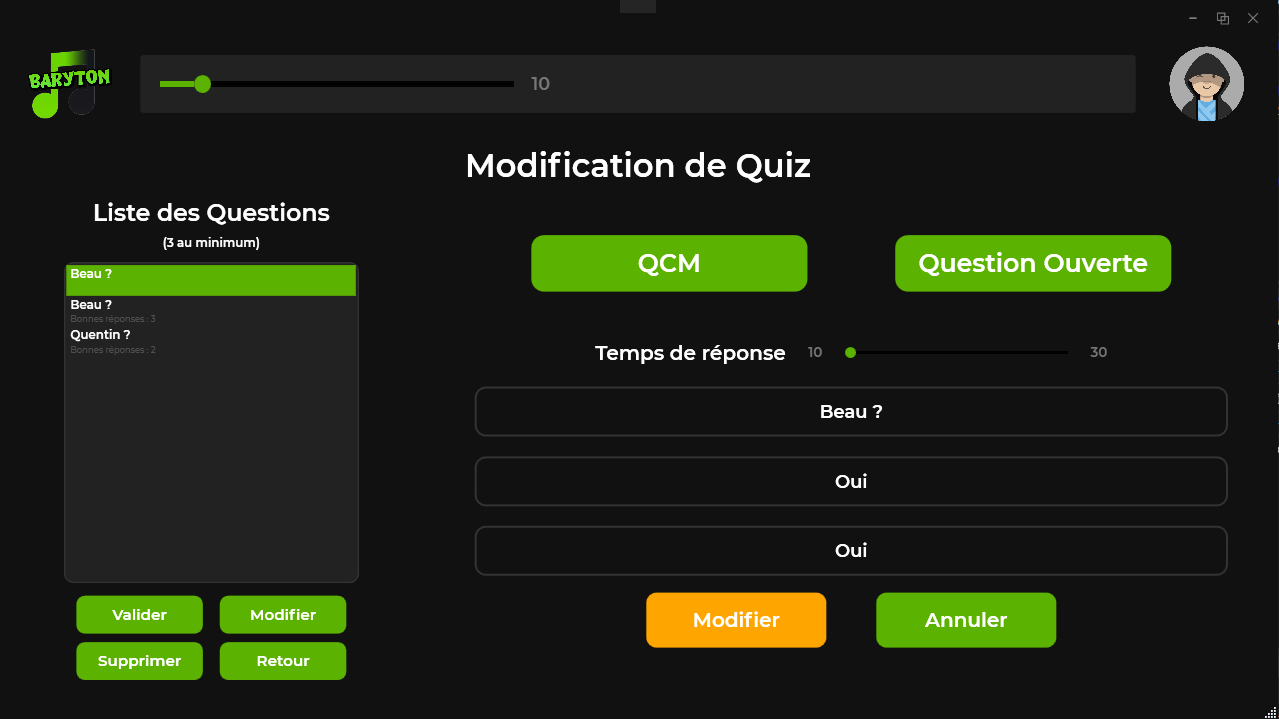 BARYTON
10
Modification de Quiz
Liste des Questions
(3 au minimum)
Beau ?
Beau ?
Bonnes réponses : 3
Quentin ?
Bonnes réponses : 2
Valider
Modifier
Supprimer
Retour
QCM
Question Ouverte
Temps de réponse
10
30
Beau ?
Oui
Oui
Modifier
Annuler